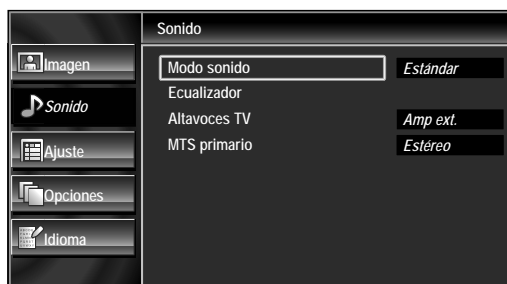 Sonido
Imagen
Sonido
Ajuste
Opciones
Idioma
Modo sonido Estándar
Ecualizador
Altavoces TV Amp ext.
MTS primario Estéreo